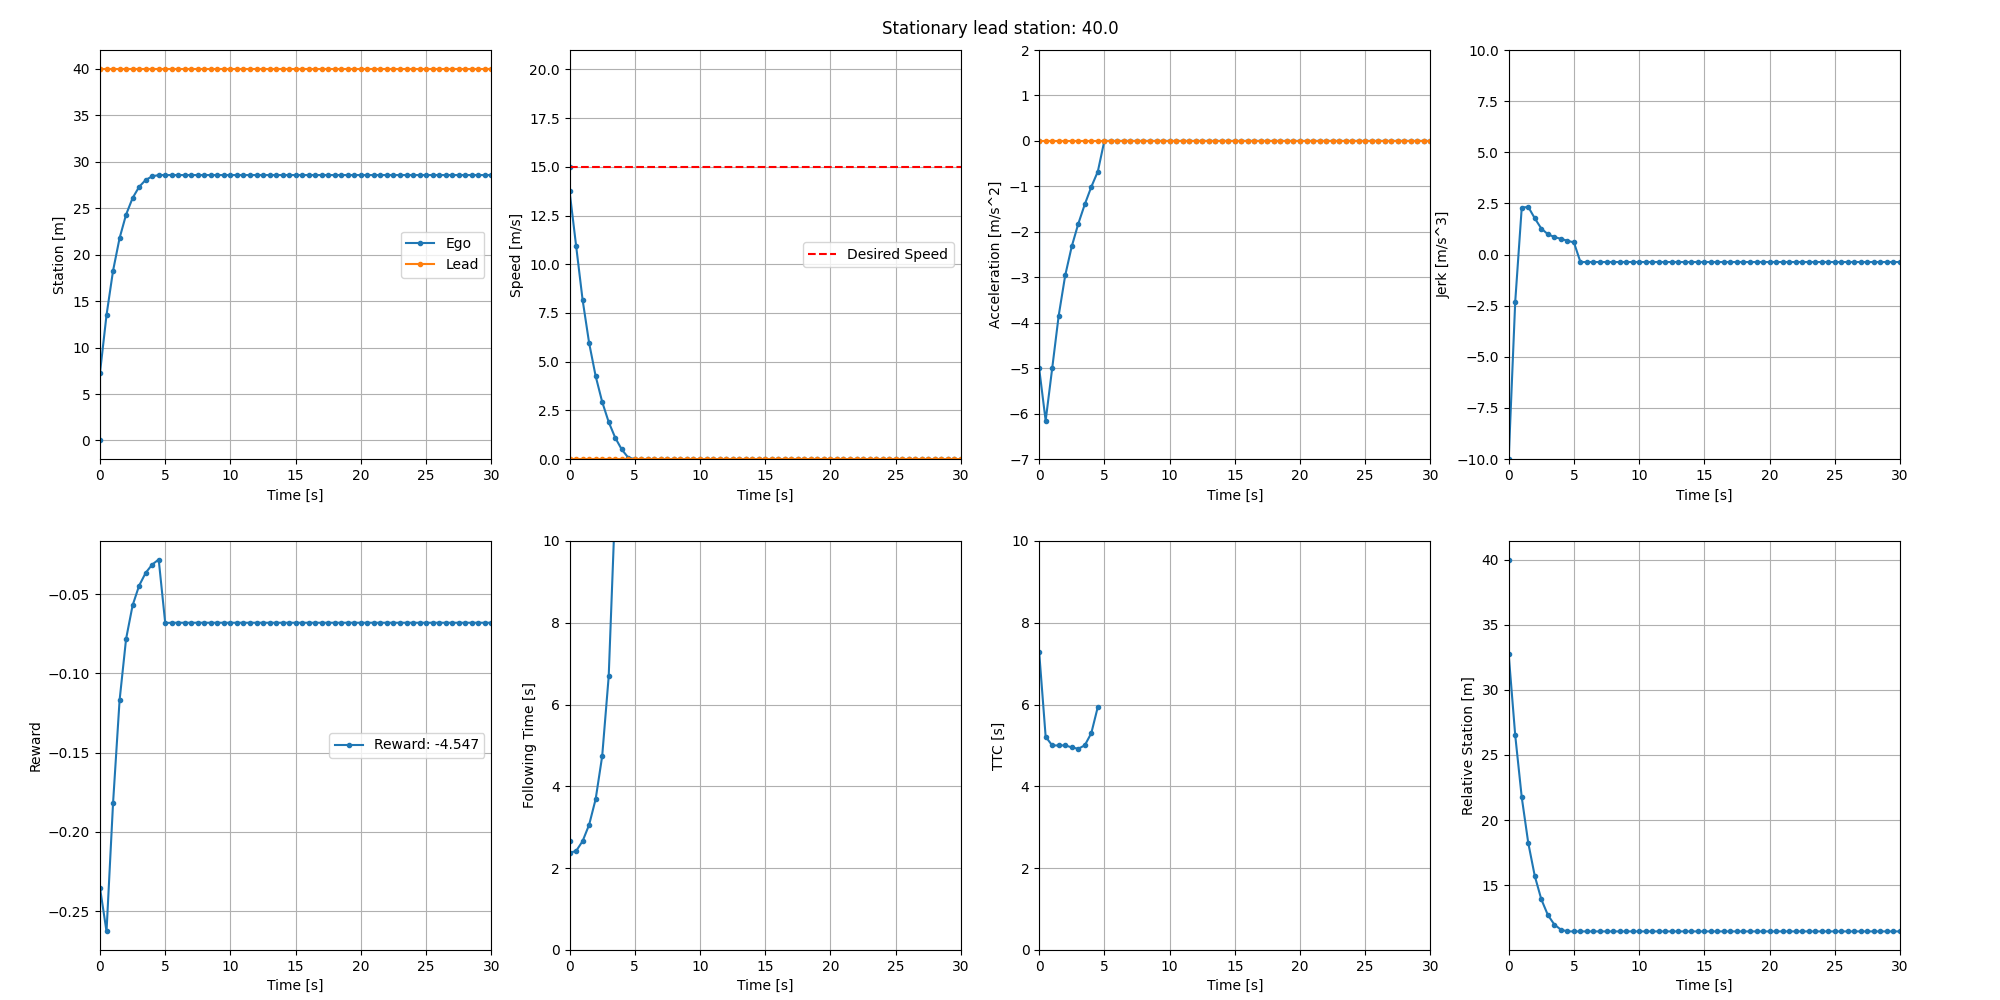 Stationary lead station: 40.0
40
35
30
25
20
15
10
5
0
Station [m]
Ego
Lead
0 5 10 15 20 25 30
Time [s]
20.0
17.5
15.0
12.5
10.0
7.5
5.0
2.5
0.0
Speed [m/s]
Desired Speed
0 5 10 15 20 25 30
Time [s]
2
1
0
−1
−2
−3
−4
−5
−6
−7
Acceleration [m/s^2]
0 5 10 15 20 25 30
Time [s]
10.0
7.5
5.0
2.5
0.0
−2.5
−5.0
−7.5
−10.0
Jerk [m/s^3]
0 5 10 15 20 25 30
Time [s]
−0.05
−0.10
−0.15
−0.20
−0.25
Reward
Reward: -4.547
0 5 10 15 20 25 30
Time [s]
10
8
6
4
2
0
Following Time [s]
0 5 10 15 20 25 30
Time [s]
10
8
6
4
2
0
TTC [s]
0 5 10 15 20 25 30
Time [s]
40
35
30
25
20
15
Relative Station [m]
0 5 10 15 20 25 30
Time [s]